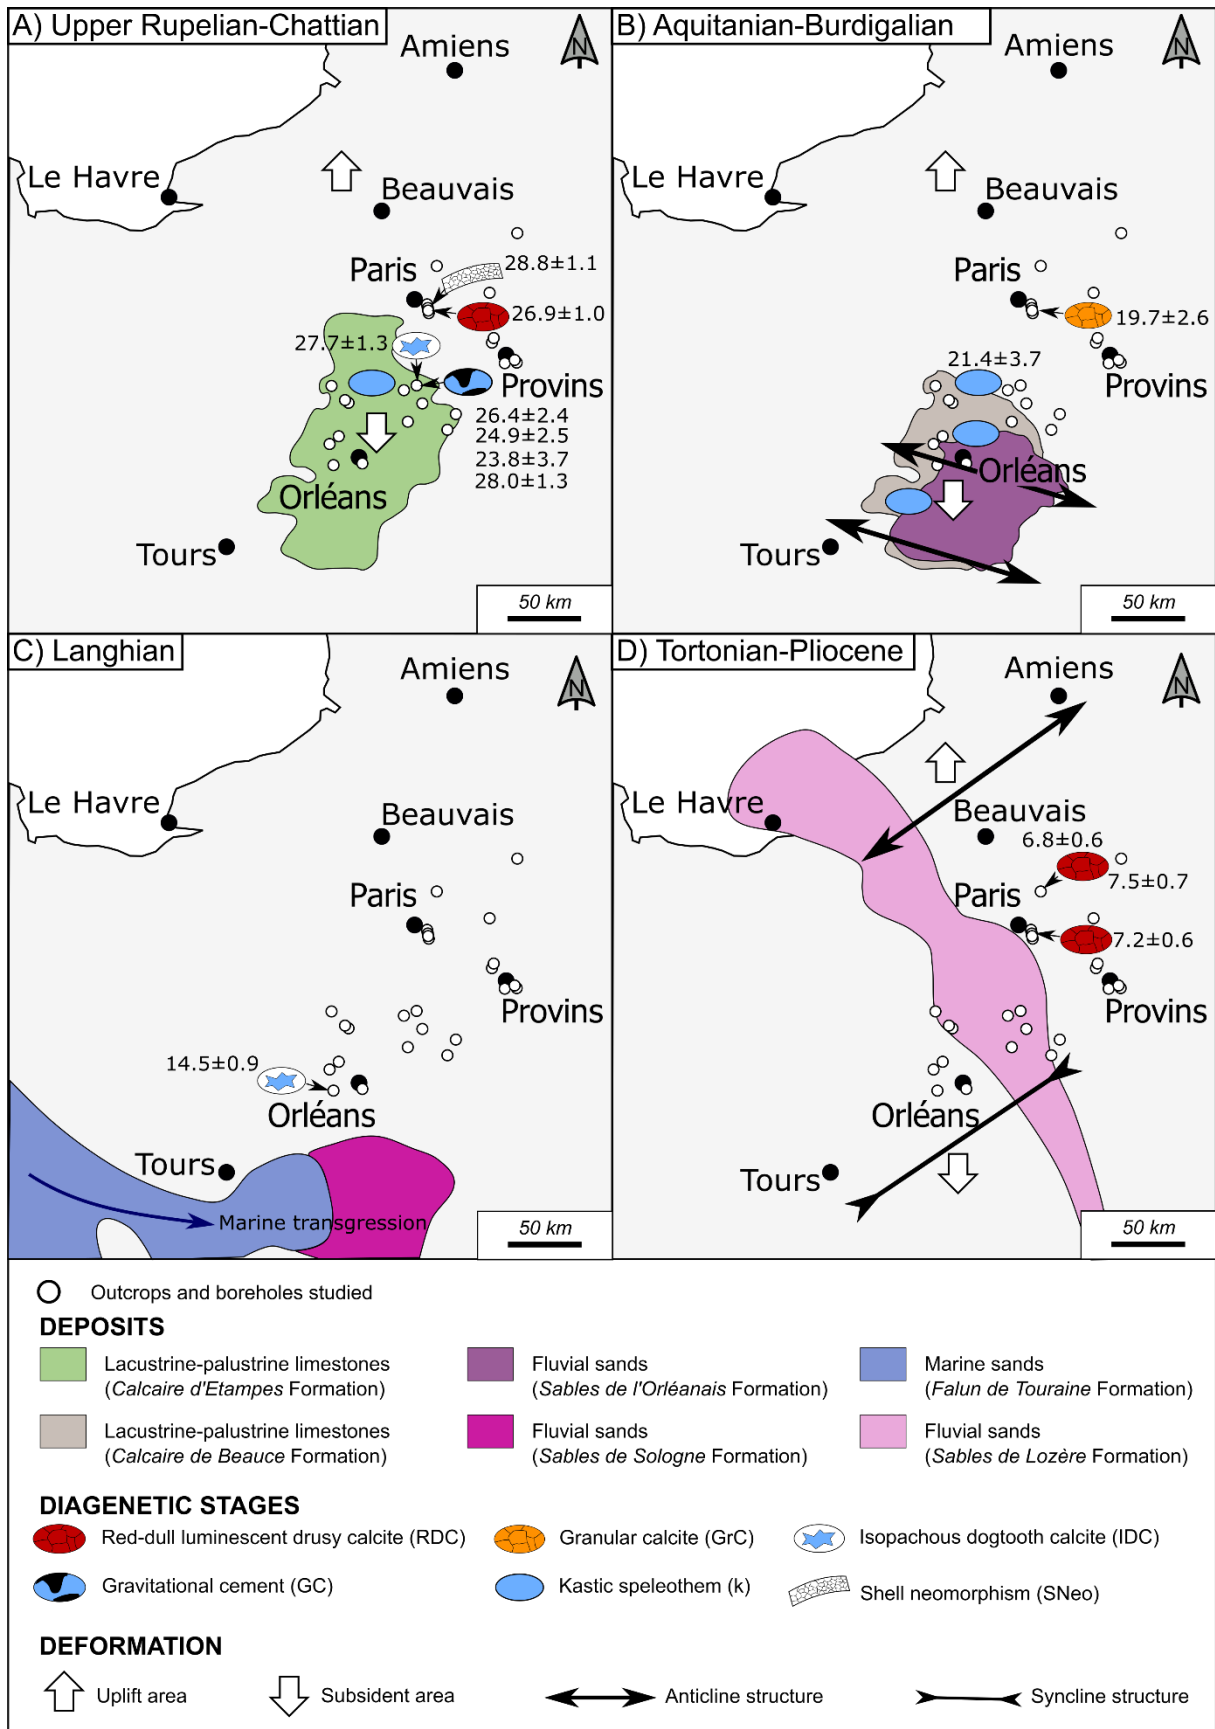 A) Upper Rupelian-Chattian
N
Amiens
Le Havre
Beauvais
Paris
28.8±1.1
26.9±1.0
27.7±1.3
Provins
26.4±2.4
24.9±2.5
23.8±3.7
28.0±1.3
Orléans
Tours
50 km
B) Aquitanian-Burdigalian
N
Amiens
Le Havre
Beauvais
Paris
19.7±2.6
21.4±3.7
Provins
Orléans
Tours
50 km
C) Langhian
N
Amiens
Le Havre
Beauvais
Paris
Provins
14.5±0.9
Orléans
Tours
Marine transgression
50 km
D) Tortonian-Pliocene
N
Amiens
Le Havre
Beauvais
6.8±0.6
7.5±0.7
Paris
7.2±0.6
Provins
Orléans
Tours
50 km
Outcrops and boreholes studied
DEPOSITS
Lacustrine-palustrine limestones
(Calcaire d'Etampes Formation)
Fluvial sands
(Sables de l'Orléanais Formation)
Marine sands
(Falun de Touraine Formation)
Lacustrine-palustrine limestones
(Calcaire de Beauce Formation)
Fluvial sands
(Sables de Sologne Formation)
Fluvial sands
(Sables de Lozère Formation)
DIAGENETIC STAGES
Red-dull luminescent drusy calcite (RDC)
Granular calcite (GrC)
Isopachous dogtooth calcite (IDC)
Gravitational cement (GC)
Kastic speleothem (k)
Shell neomorphism (SNeo)
DEFORMATION
Uplift area
Subsident area
Anticline structure
Syncline structure